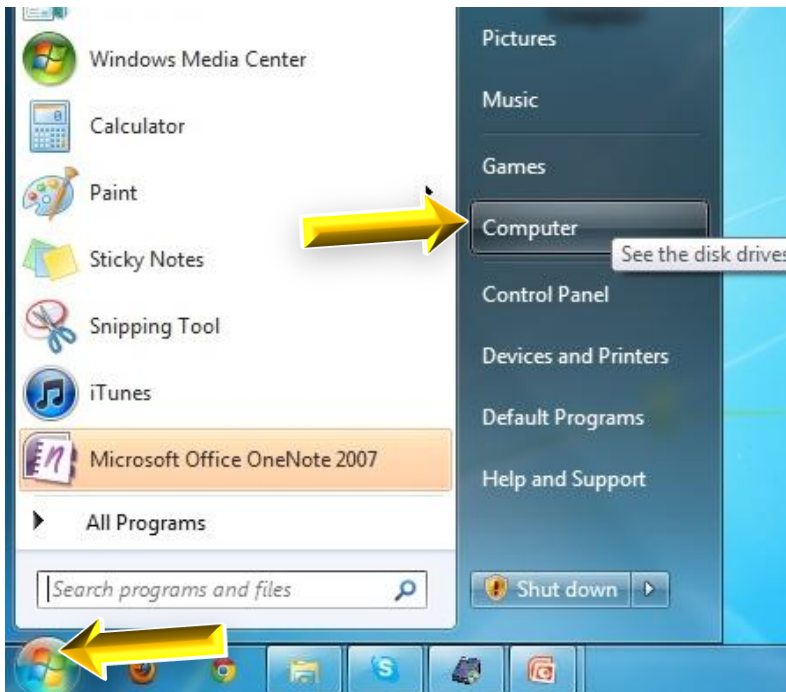 Windows Media Center
Calculator
Paint
Sticky Notes
Snipping Tool
iTunes
Microsoft Office OneNote 2007
All Programs
Search programs and files
Pictures
Music
Games
Computer
See the disk drives
Control Panel
Devices and Printers
Default Programs
Help and Support
Shut down